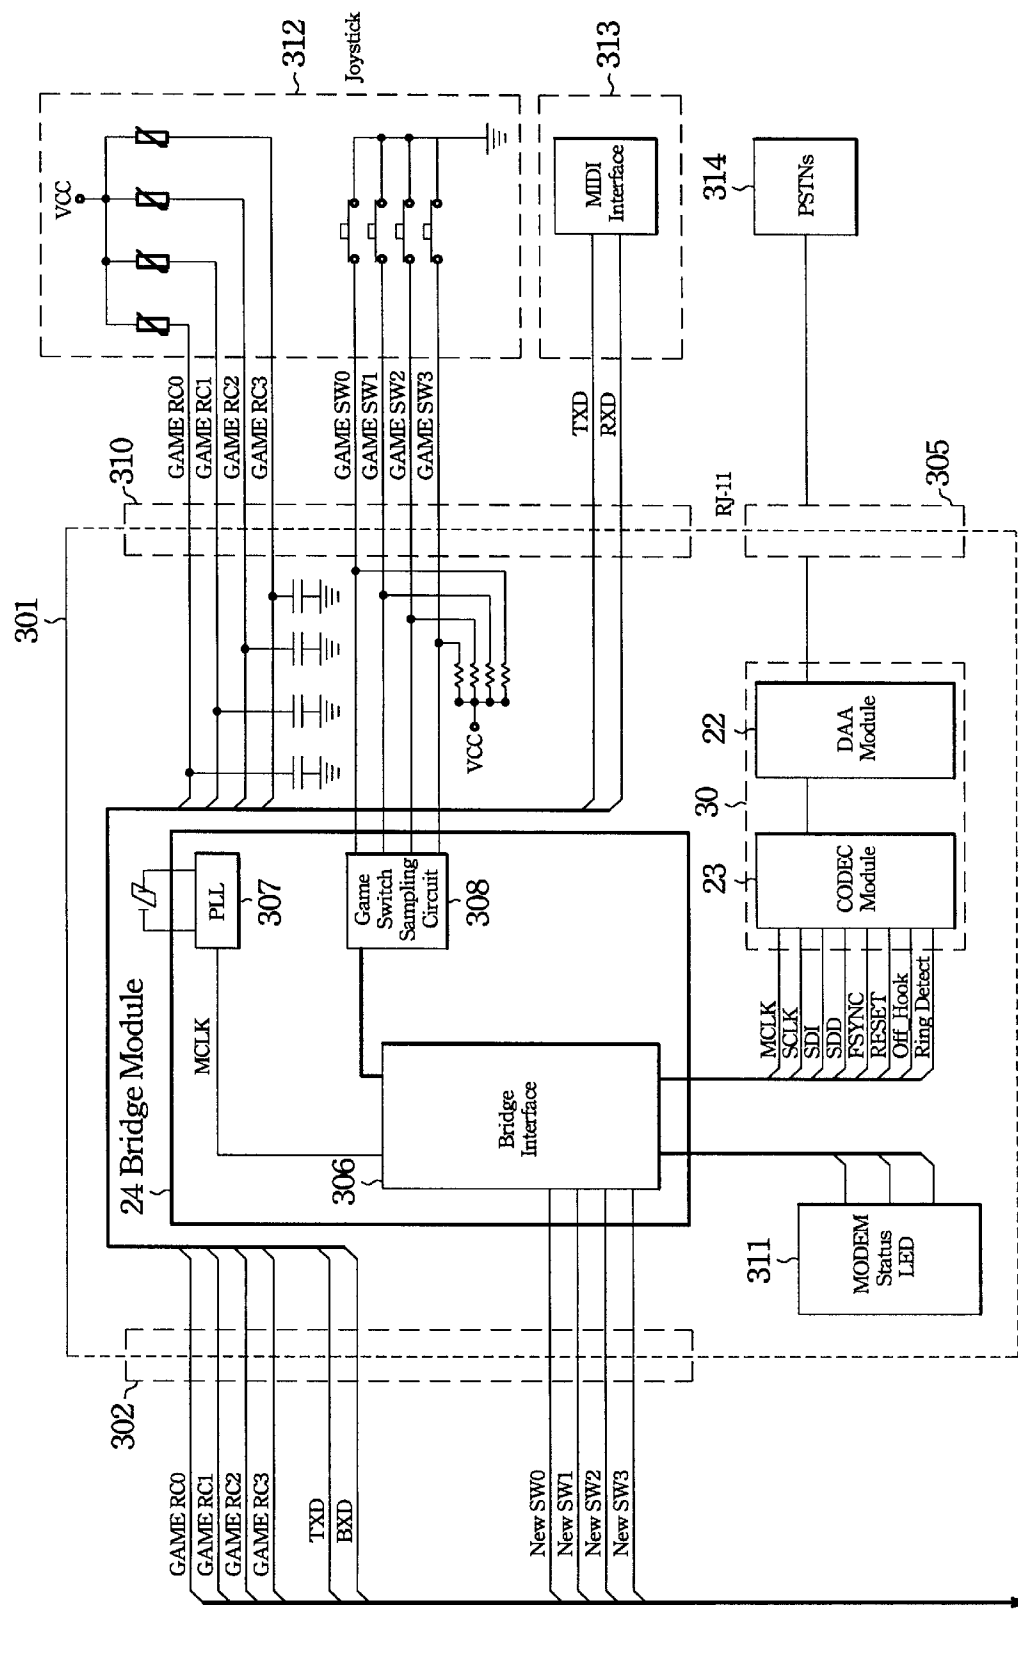 301
302
GAME RC0
GAME RC1
GAME RC2
GAME RC3
TXD
BXD
New SW0
New SW1
New SW2
New SW3
24 Bridge Module
MCLK
PLL
307
Game
Switch
Sampling
Circuit
308
306
Bridge
Interface
311
MODEM
Status
LED
MCLK
SCLK
SDI
SDD
FSYNC
RESET
Off_Hook
Ring Detect
23
CODEC
Module
30
22
DAA
Module
VCC
310
GAME RC0
GAME RC1
GAME RC2
GAME RC3
GAME SW0
GAME SW1
GAME SW2
GAME SW3
TXD
RXD
RJ-11
305
VCC
312
Joystick
313
MIDI
Interface
314
PSTNs